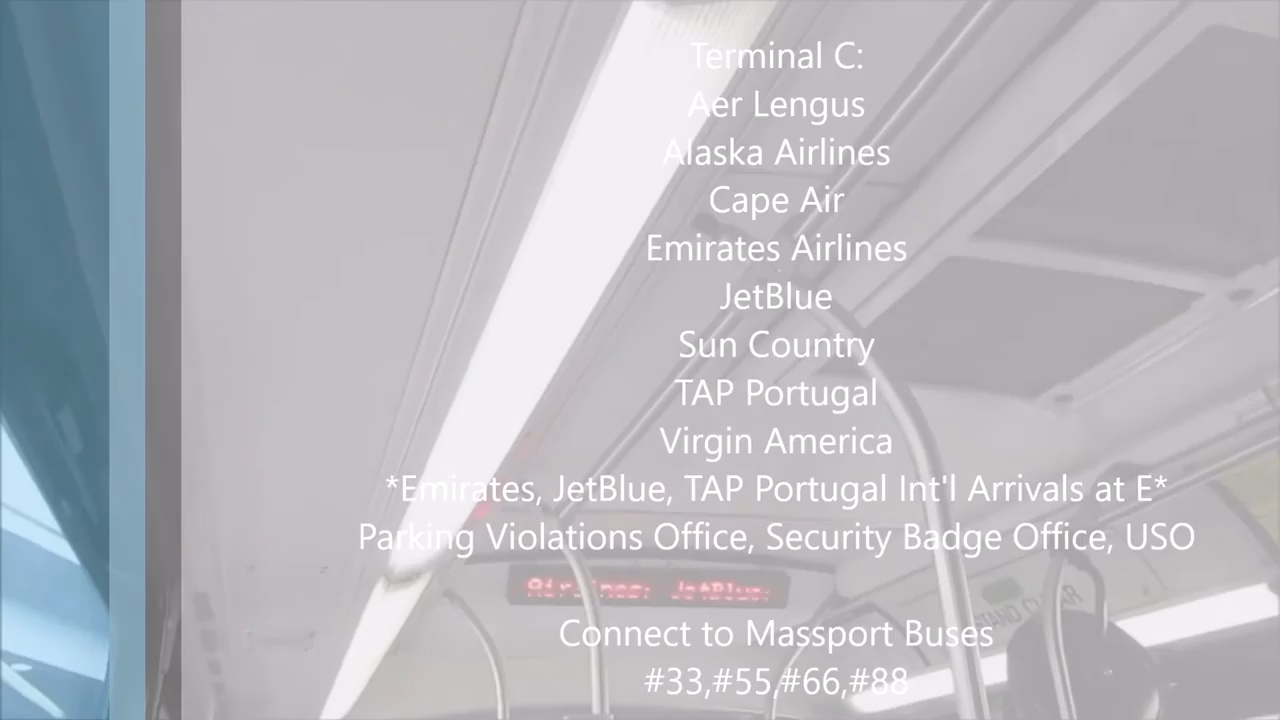 Terminal C:
Aer Lengus
Alaska Airlines
Cape Air
Emirates Airlines
JetBlue
Sun Country
TAP Portugal
Virgin America
*Emirates, JetBlue, TAP Portugal Int'l Arrivals at E*
Parking Violations Office, Security Badge Office, USO
Airlines: JetBlue,
Connect to Massport Buses
#33,#55,#66,#88